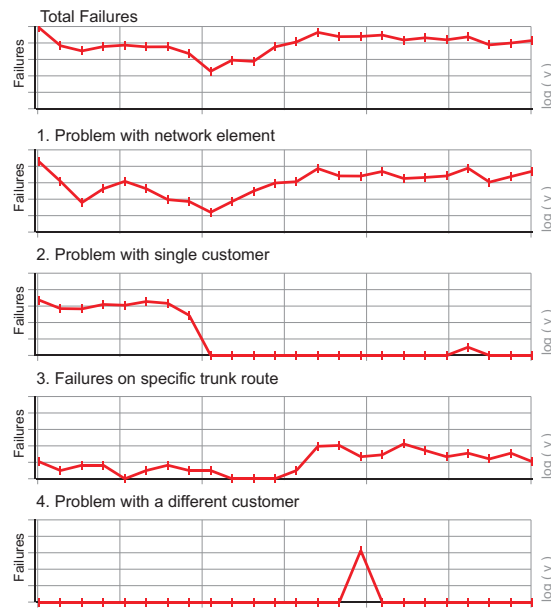 Total Failures
Failures
log ( v )
1. Problem with network element
Failures
log ( v )
2. Problem with single customer
Failures
log ( v )
3. Failures on specific trunk route
Failures
log ( v )
4. Problem with a different customer
Failures
log ( v )